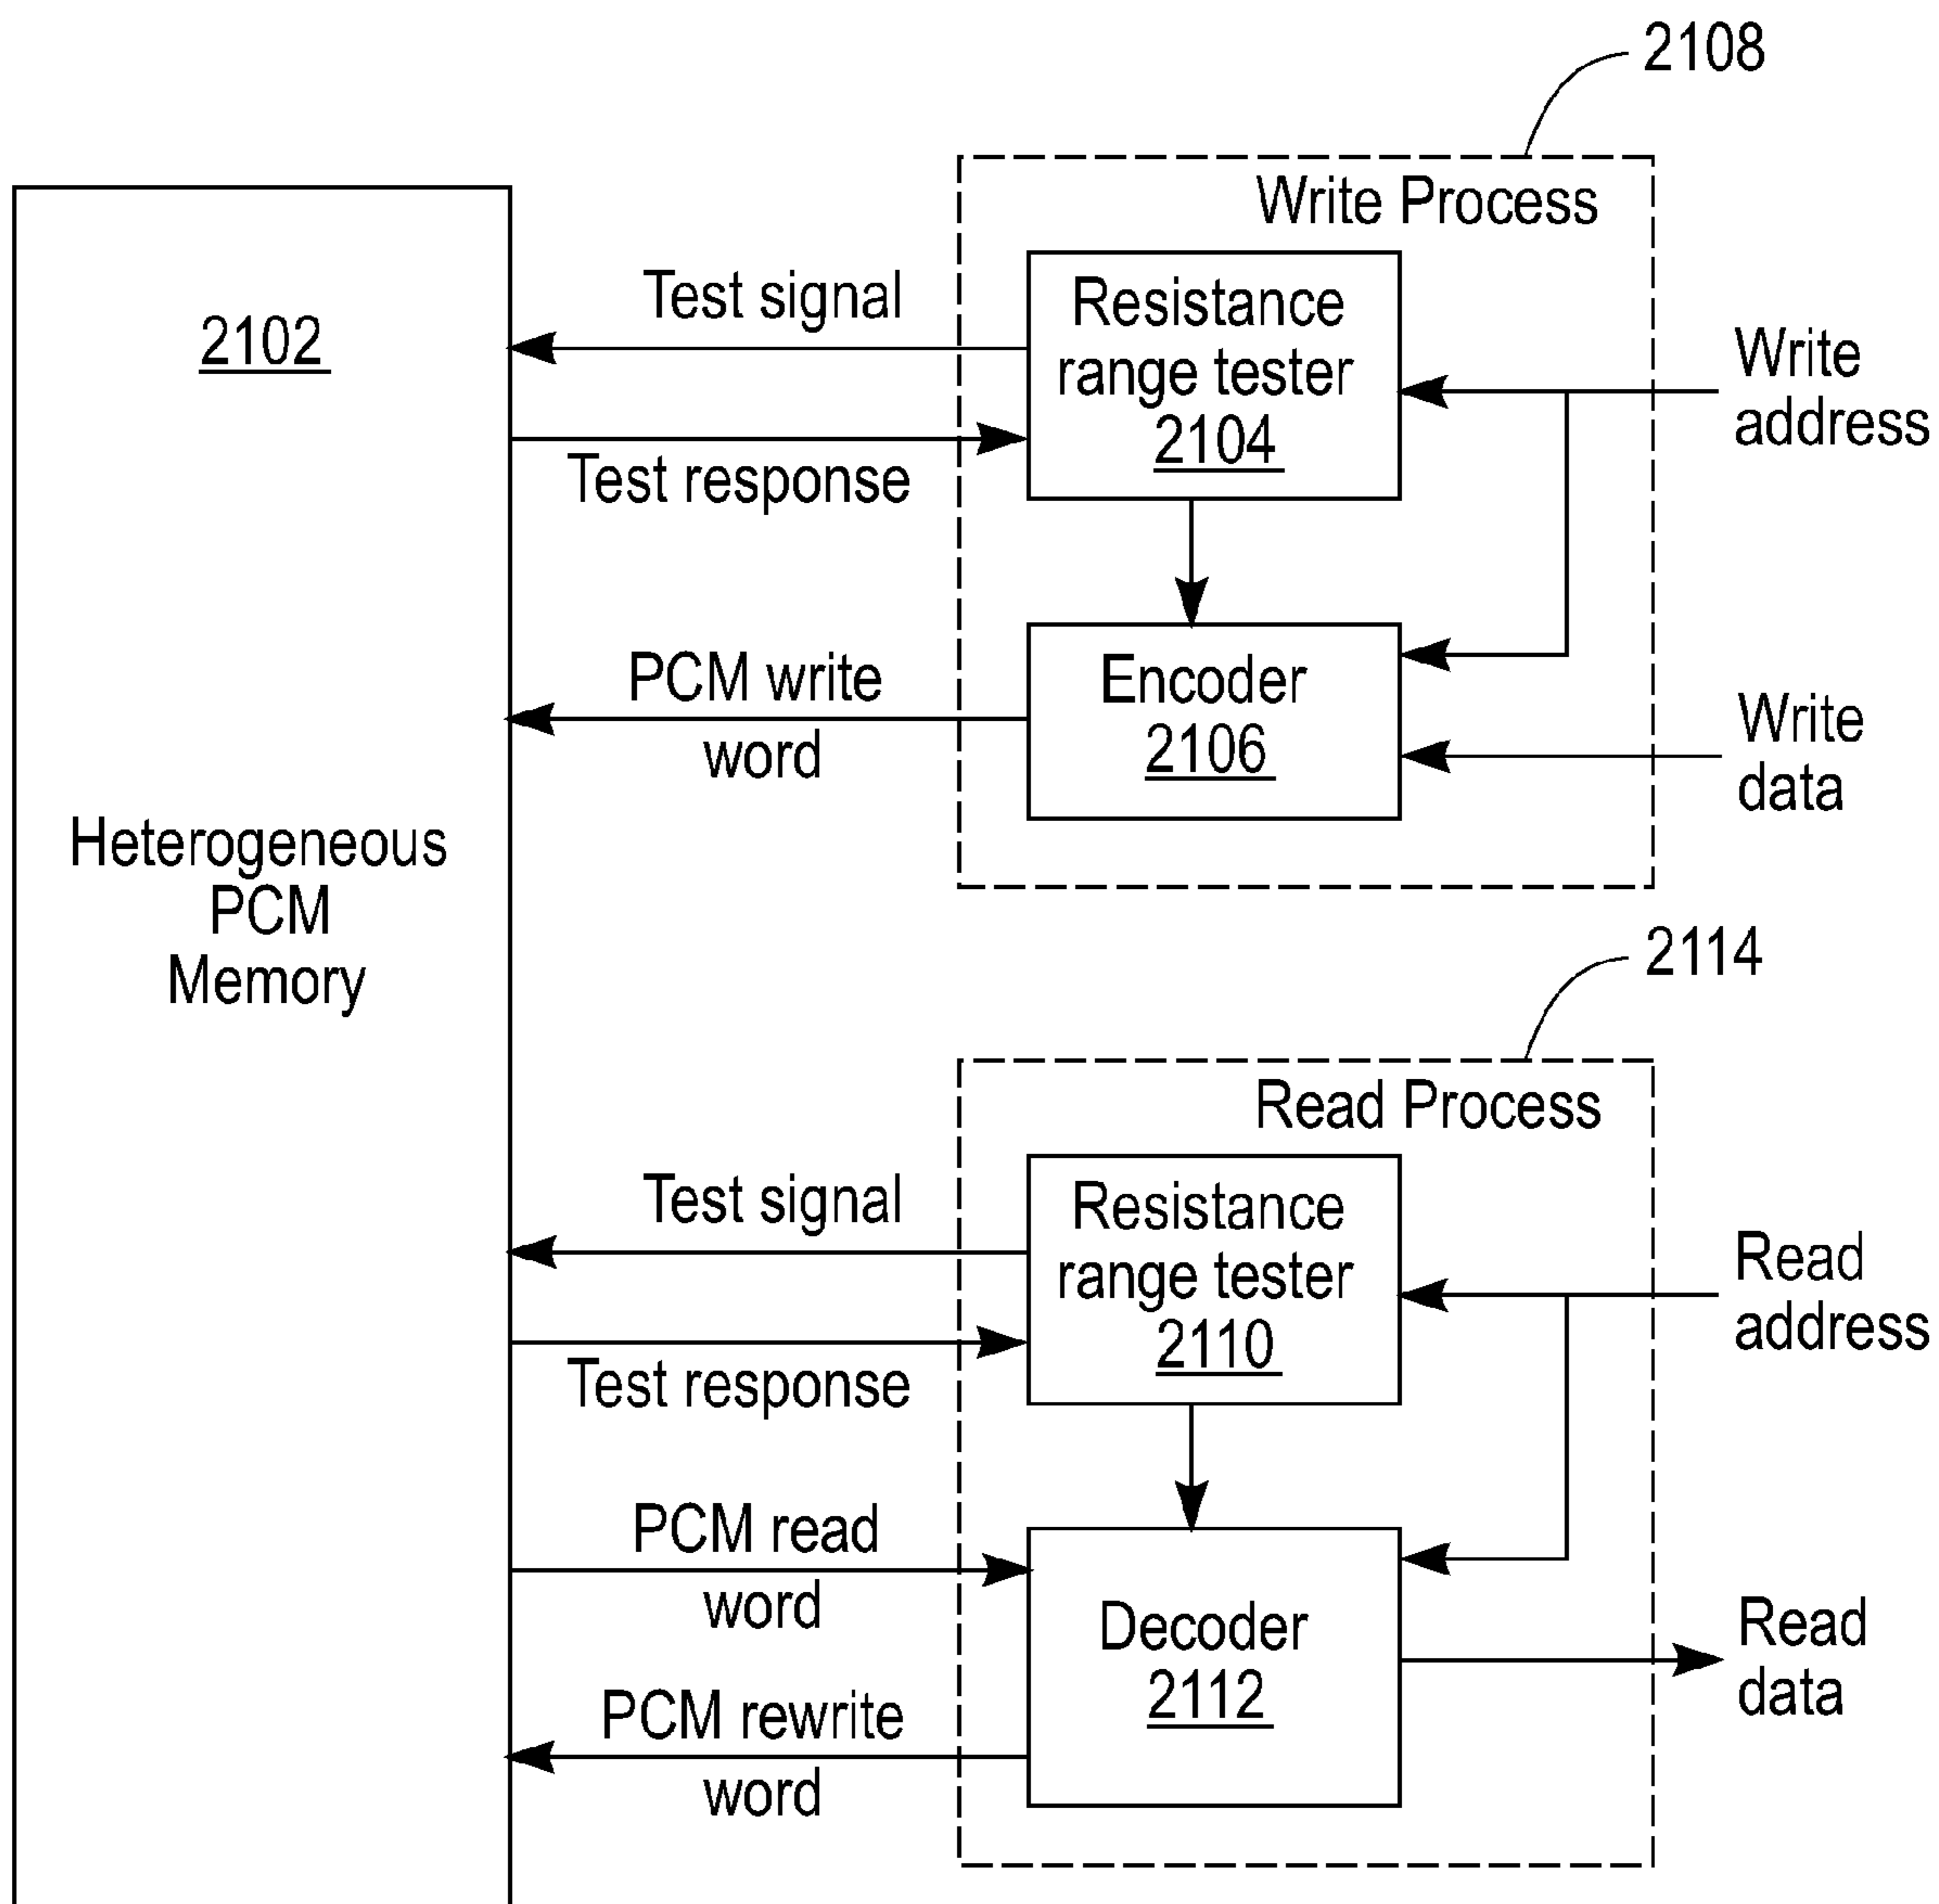 2108
Write Process
2102
Test signal
Test response
Resistance
range tester
2104
Write
address
PCM write
word
Encoder
2106
Write
data
Heterogeneous
PCM
Memory
2114
Read Process
Test signal
Test response
Resistance
range tester
2110
Read
address
PCM read
word
PCM rewrite
word
Decoder
2112
Read
data